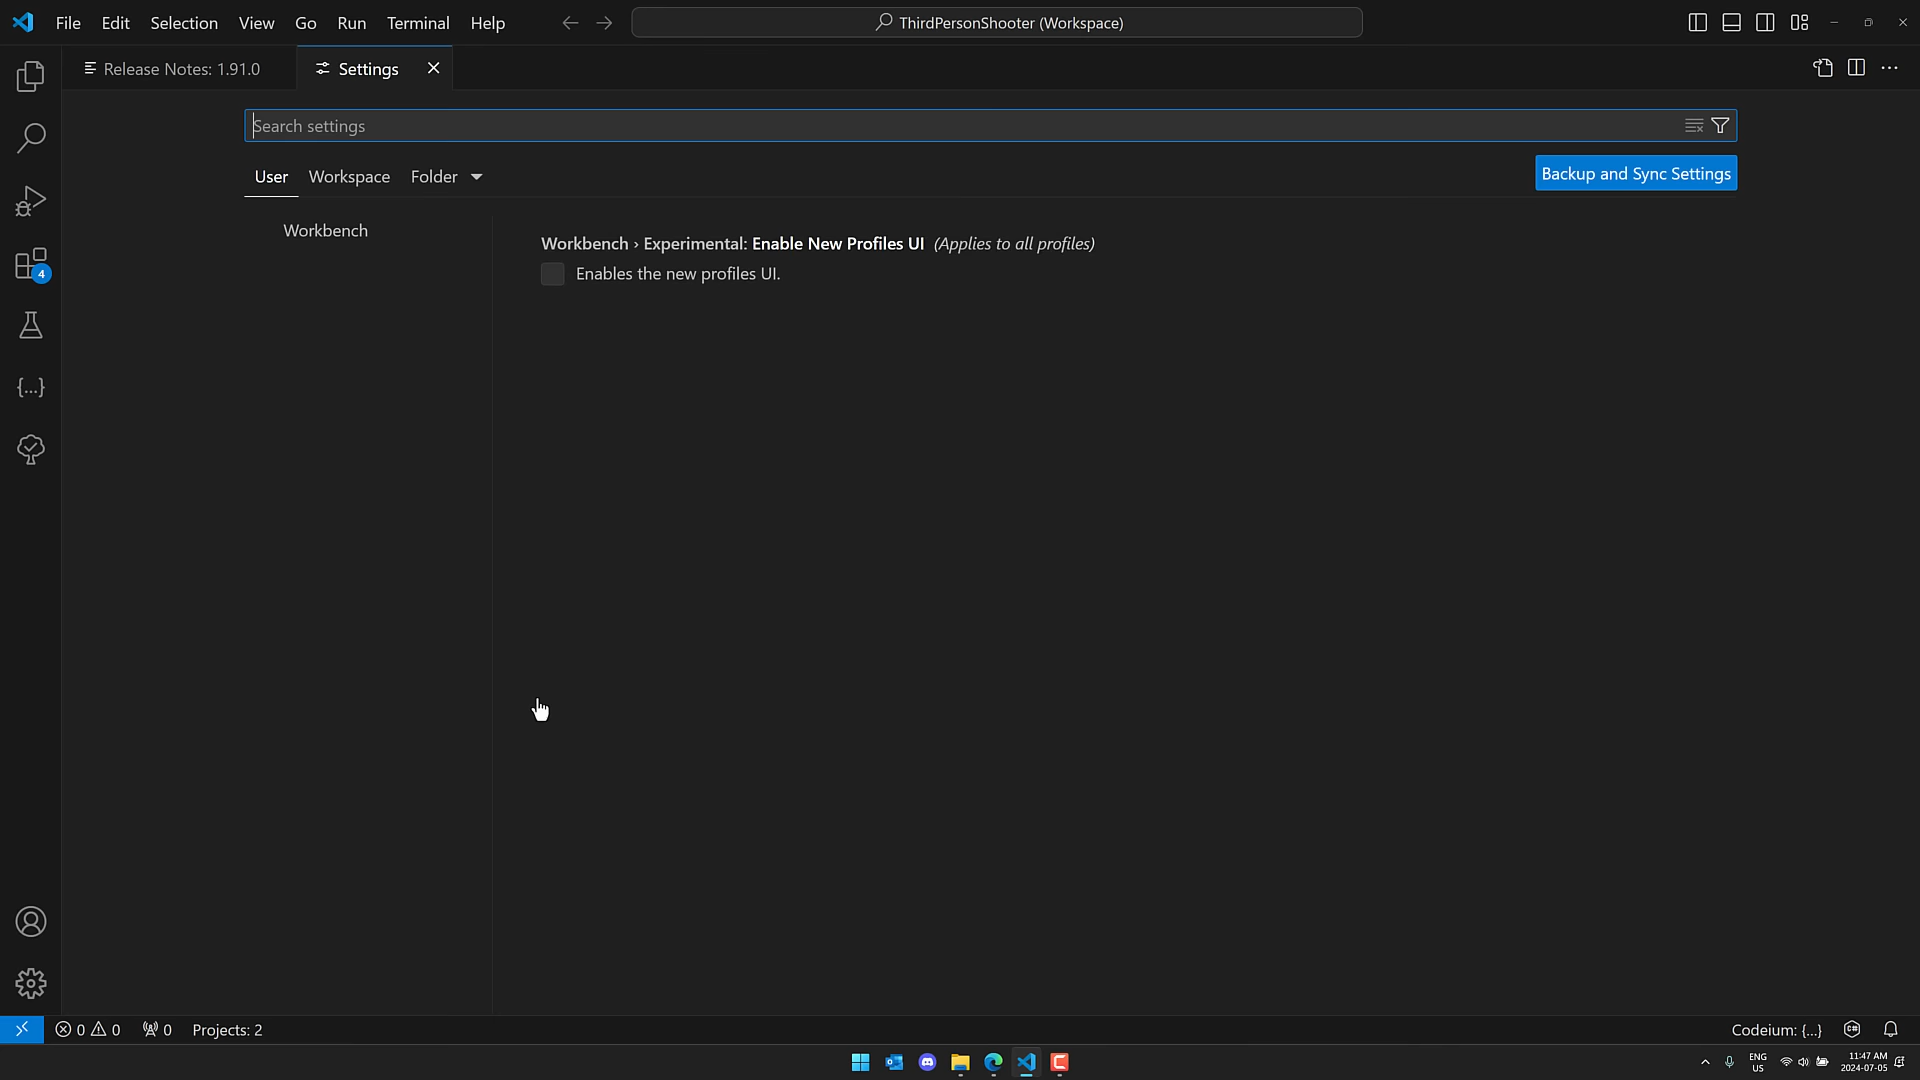 File Edit Selection View Go Run Terminal Help
ThirdPersonShooter (Workspace)
Release Notes: 1.91.0
Settings
Search settings
User Workspace Folder
Backup and Sync Settings
Workbench
Workbench › Experimental: Enable New Profiles UI (Applies to all profiles)
Enables the new profiles UI.
4
{...}
0 0 0 Projects: 2
Codeium: {...}
ENG
US
11:47 AM
2024-07-05